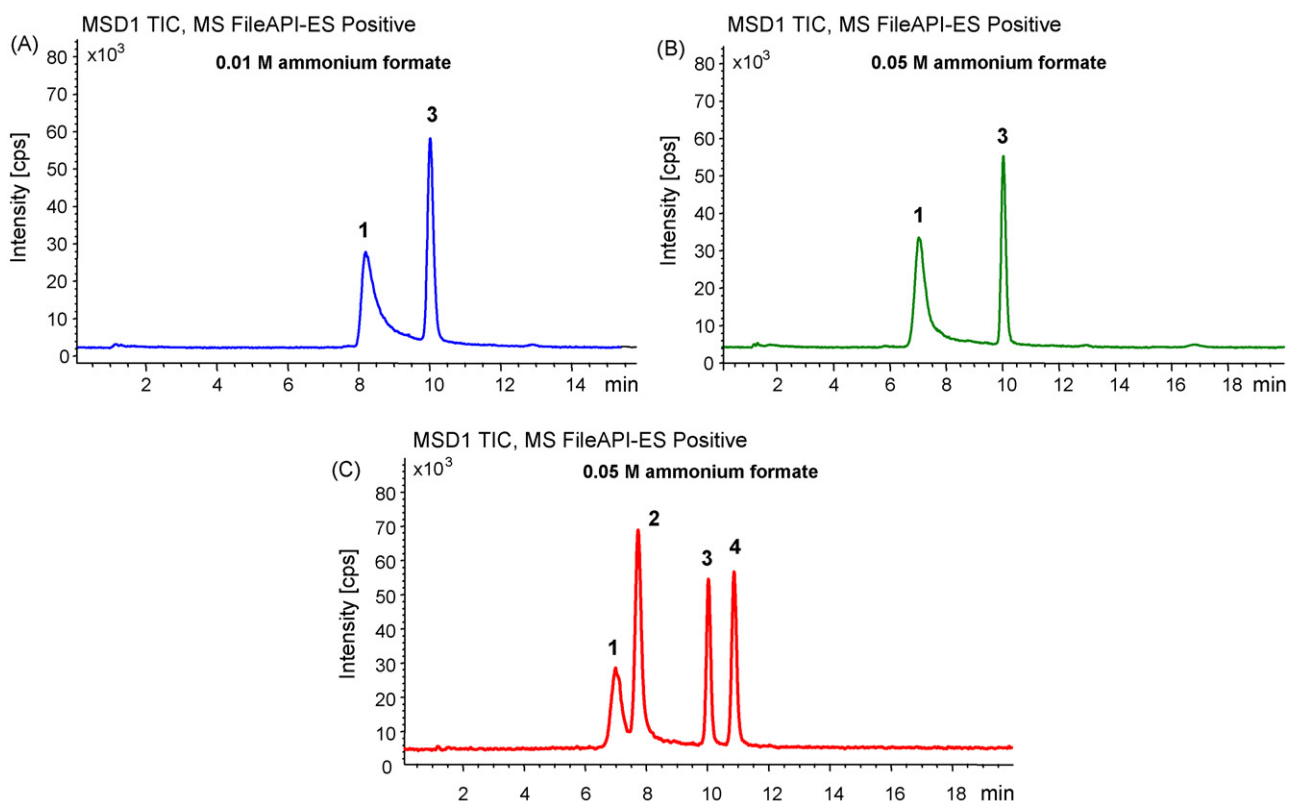 MSD1 TIC, MS FileAPI-ES Positive
(A)
x10³
0.01 M ammonium formate
Intensity [cps]
80
70
60
50
40
30
20
10
0
1
3
2 4 6 8 10 12 14 min
MSD1 TIC, MS FileAPI-ES Positive
(B)
x10³
0.05 M ammonium formate
Intensity [cps]
80
70
60
50
40
30
20
10
0
1
3
2 4 6 8 10 12 14 16 18 min
MSD1 TIC, MS FileAPI-ES Positive
(C)
x10³
0.05 M ammonium formate
Intensity [cps]
80
70
60
50
40
30
20
10
0
1
2
3
4
2 4 6 8 10 12 14 16 18 min